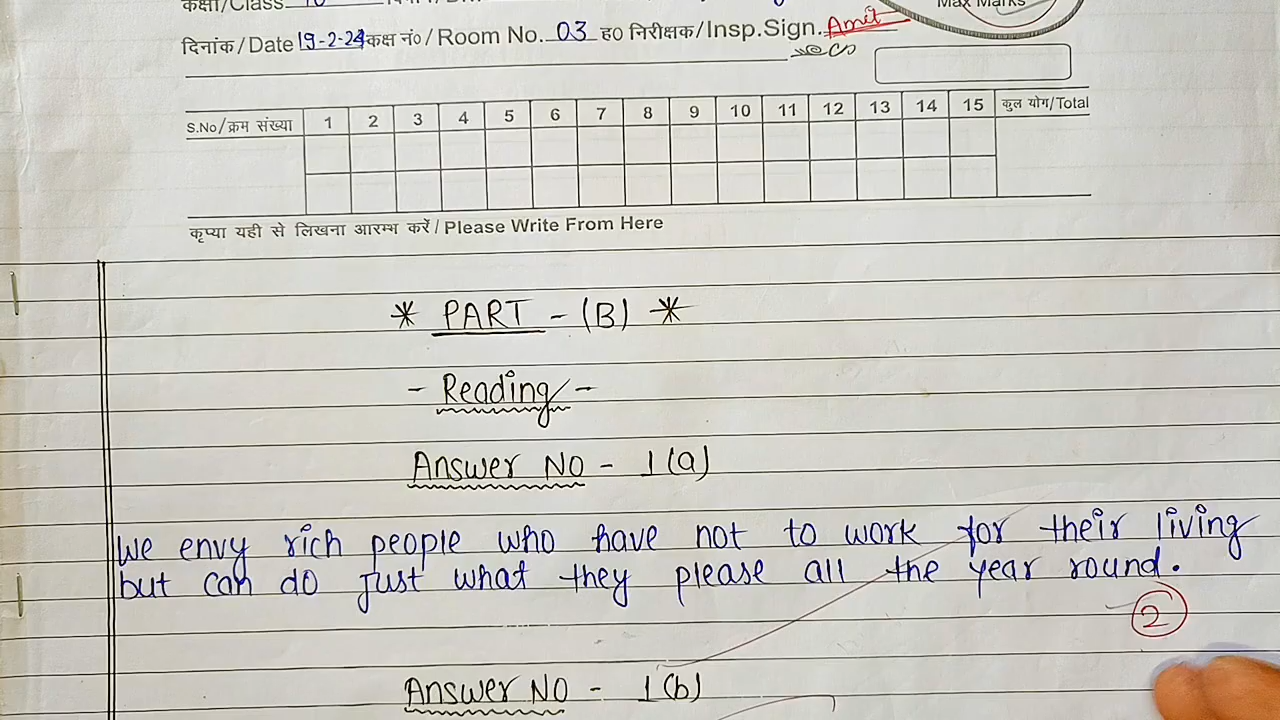 कक्षा/Class 10
Max Marks
दिनांक/Date 19-2-24 कक्ष नं०/Room No. 03 ह० निरीक्षक/Insp.Sign. Amit
S.No/क्रम संख्या 1 2 3 4 5 6 7 8 9 10 11 12 13 14 15 कुल योग/Total
कृप्या यही से लिखना आरम्भ करें/Please Write From Here
* PART - (B) *
- Reading -
Answer No - 1(a)
We envy rich people who have not to work for their living
but can do just what they please all the year round.
2
Answer No - 1(b)